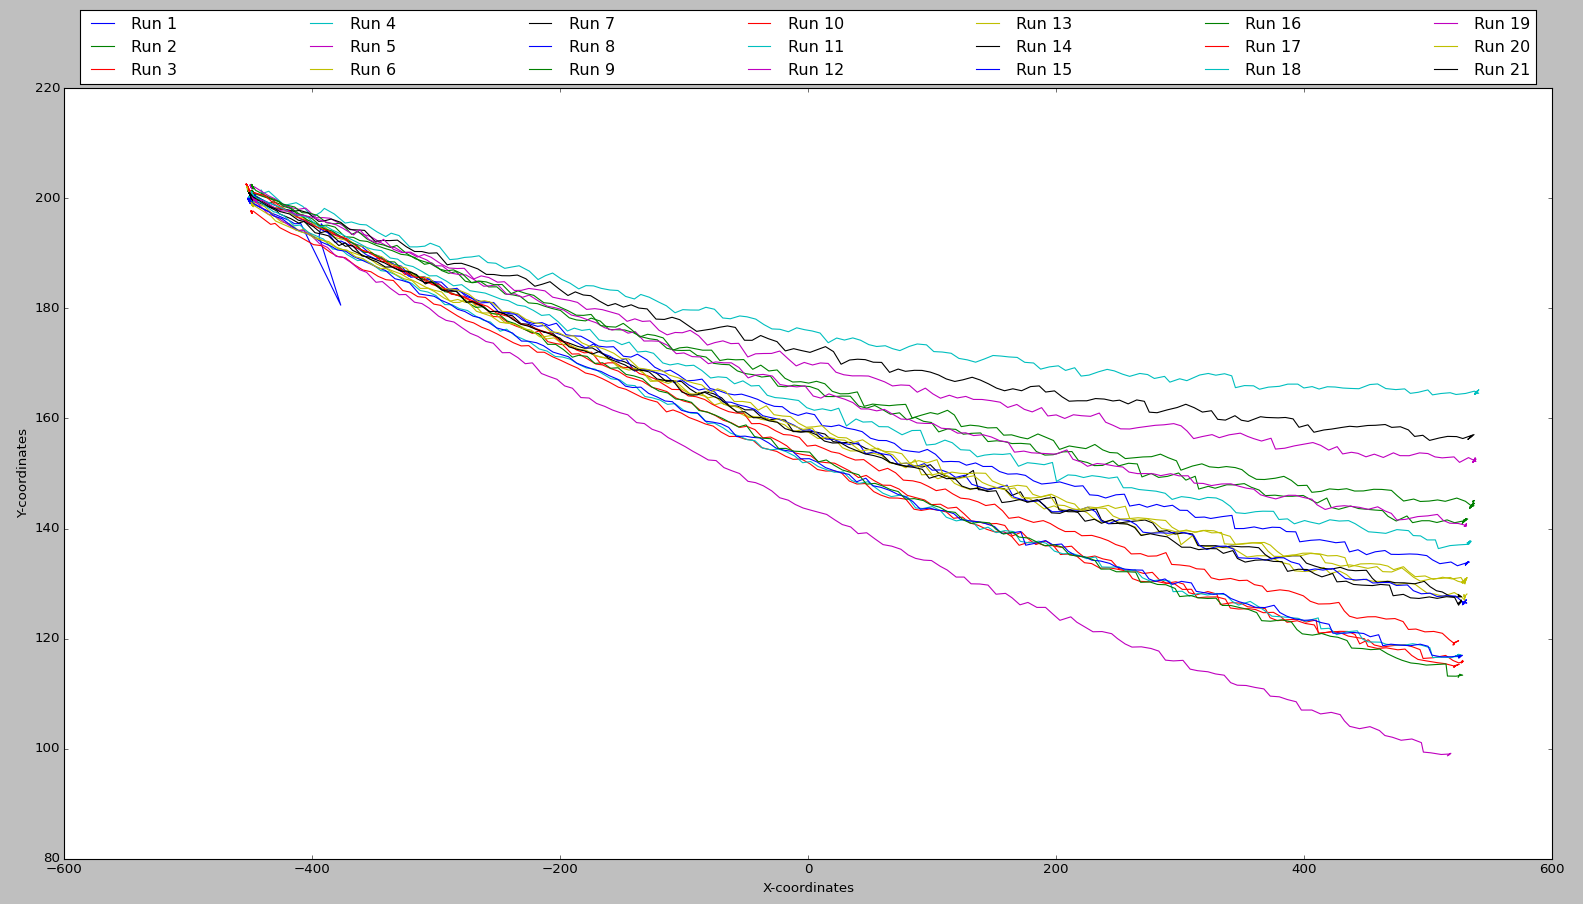 Run 1 Run 4 Run 7 Run 10 Run 13 Run 16 Run 19
Run 2 Run 5 Run 8 Run 11 Run 14 Run 17 Run 20
Run 3 Run 6 Run 9 Run 12 Run 15 Run 18 Run 21
220
200
180
160
140
120
100
80
Y-coordinates
−600 −400 −200 0 200 400 600
X-coordinates